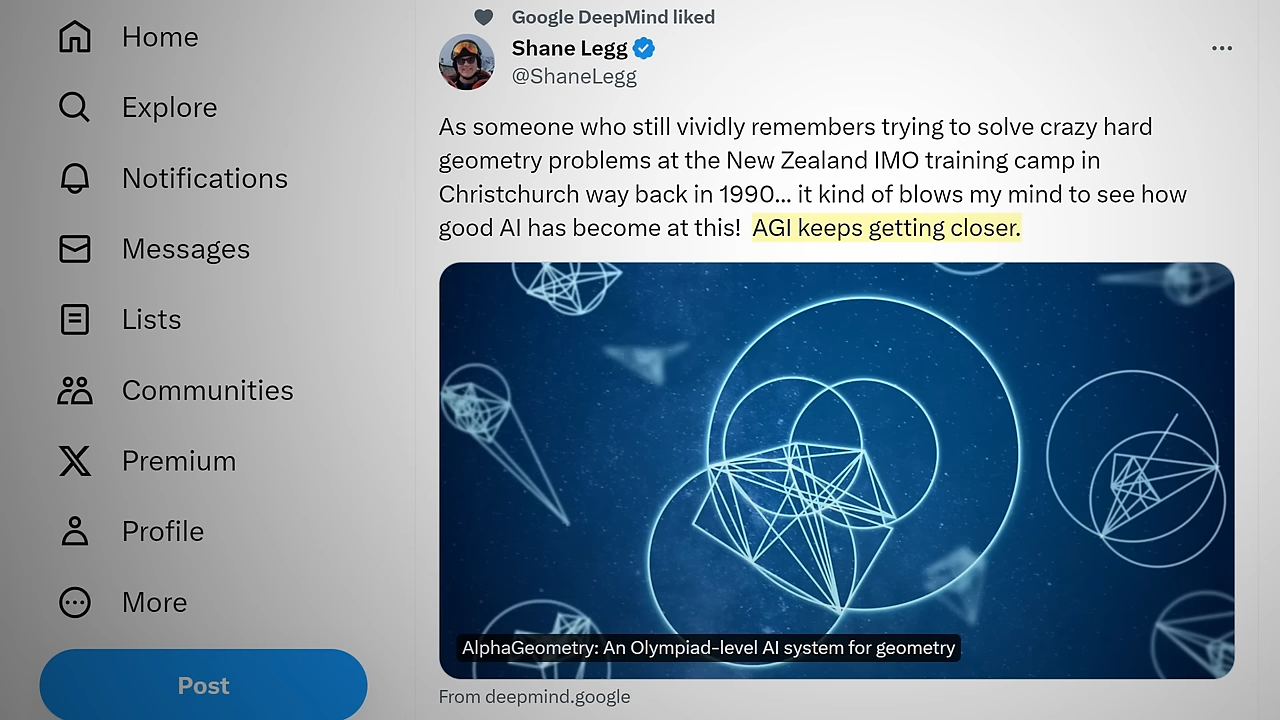 Home
Explore
Notifications
Messages
Lists
Communities
Premium
Profile
More
Post
Google DeepMind liked
Shane Legg
@ShaneLegg
As someone who still vividly remembers trying to solve crazy hard
geometry problems at the New Zealand IMO training camp in
Christchurch way back in 1990... it kind of blows my mind to see how
good AI has become at this! AGI keeps getting closer.
AlphaGeometry: An Olympiad-level AI system for geometry
From deepmind.google